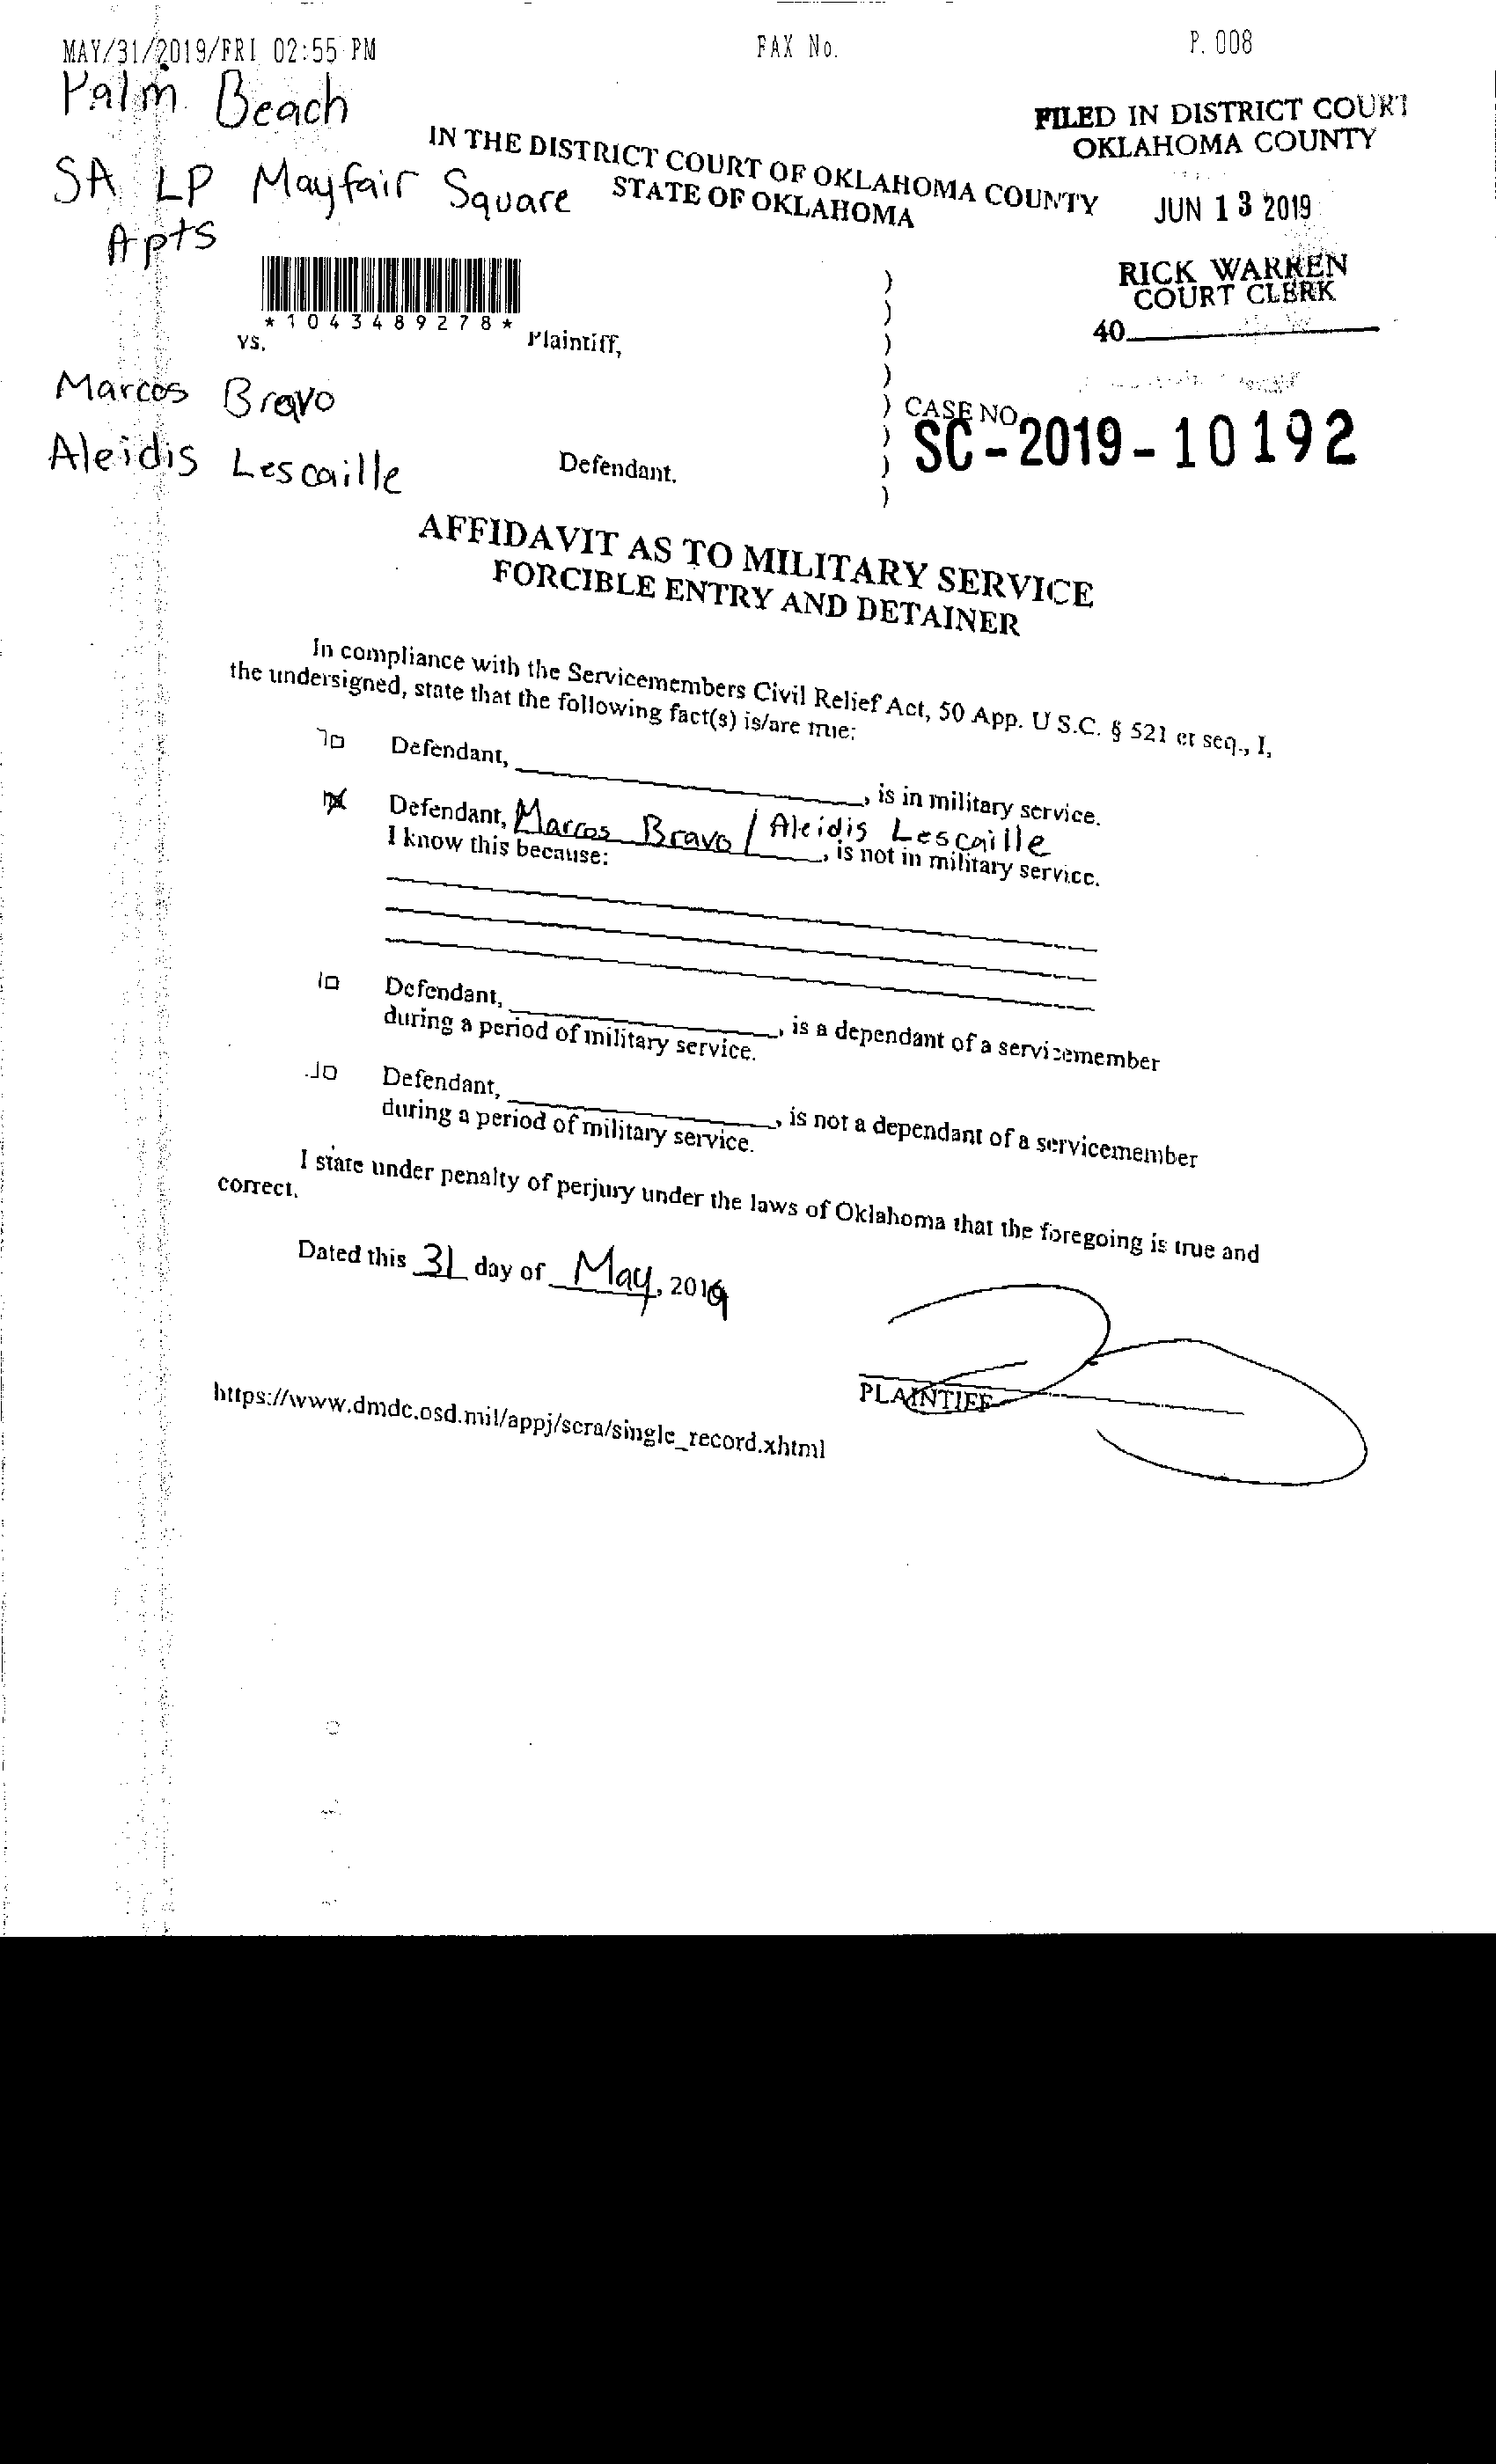 MAY/31/2019/FRI 02:55 PM FAX No. P. 008
Palm Beach
FILED IN DISTRICT COURT
OKLAHOMA COUNTY
IN THE DISTRICT COURT OF OKLAHOMA COUNTY
STATE OF OKLAHOMA
SA LP Mayfair Square
Apts
JUN 13 2019
RICK WARREN
COURT CLERK
40
*1043489278*
Plaintiff,
vs.
Marcos Bravo
Aleidis Lescaille
Defendant.
)
)
)
)
)
)
)
)
CASE NO.
SC-2019-10192
AFFIDAVIT AS TO MILITARY SERVICE
FORCIBLE ENTRY AND DETAINER
In compliance with the Servicemembers Civil Relief Act, 50 App. U S.C. § 521 et seq., I,
the undersigned, state that the following fact(s) is/are true:
Defendant, , is in military service.
Defendant, Marcos Bravo / Aleidis Lescaille, is not in military service.
I know this because:
Defendant, , is a dependant of a servicemember
during a period of military service.
Defendant, , is not a dependant of a servicemember
during a period of military service.
I state under penalty of perjury under the laws of Oklahoma that the foregoing is true and
correct.
Dated this 31 day of May, 2019
PLAINTIFF
https://www.dmdc.osd.mil/appj/scra/single_record.xhtml